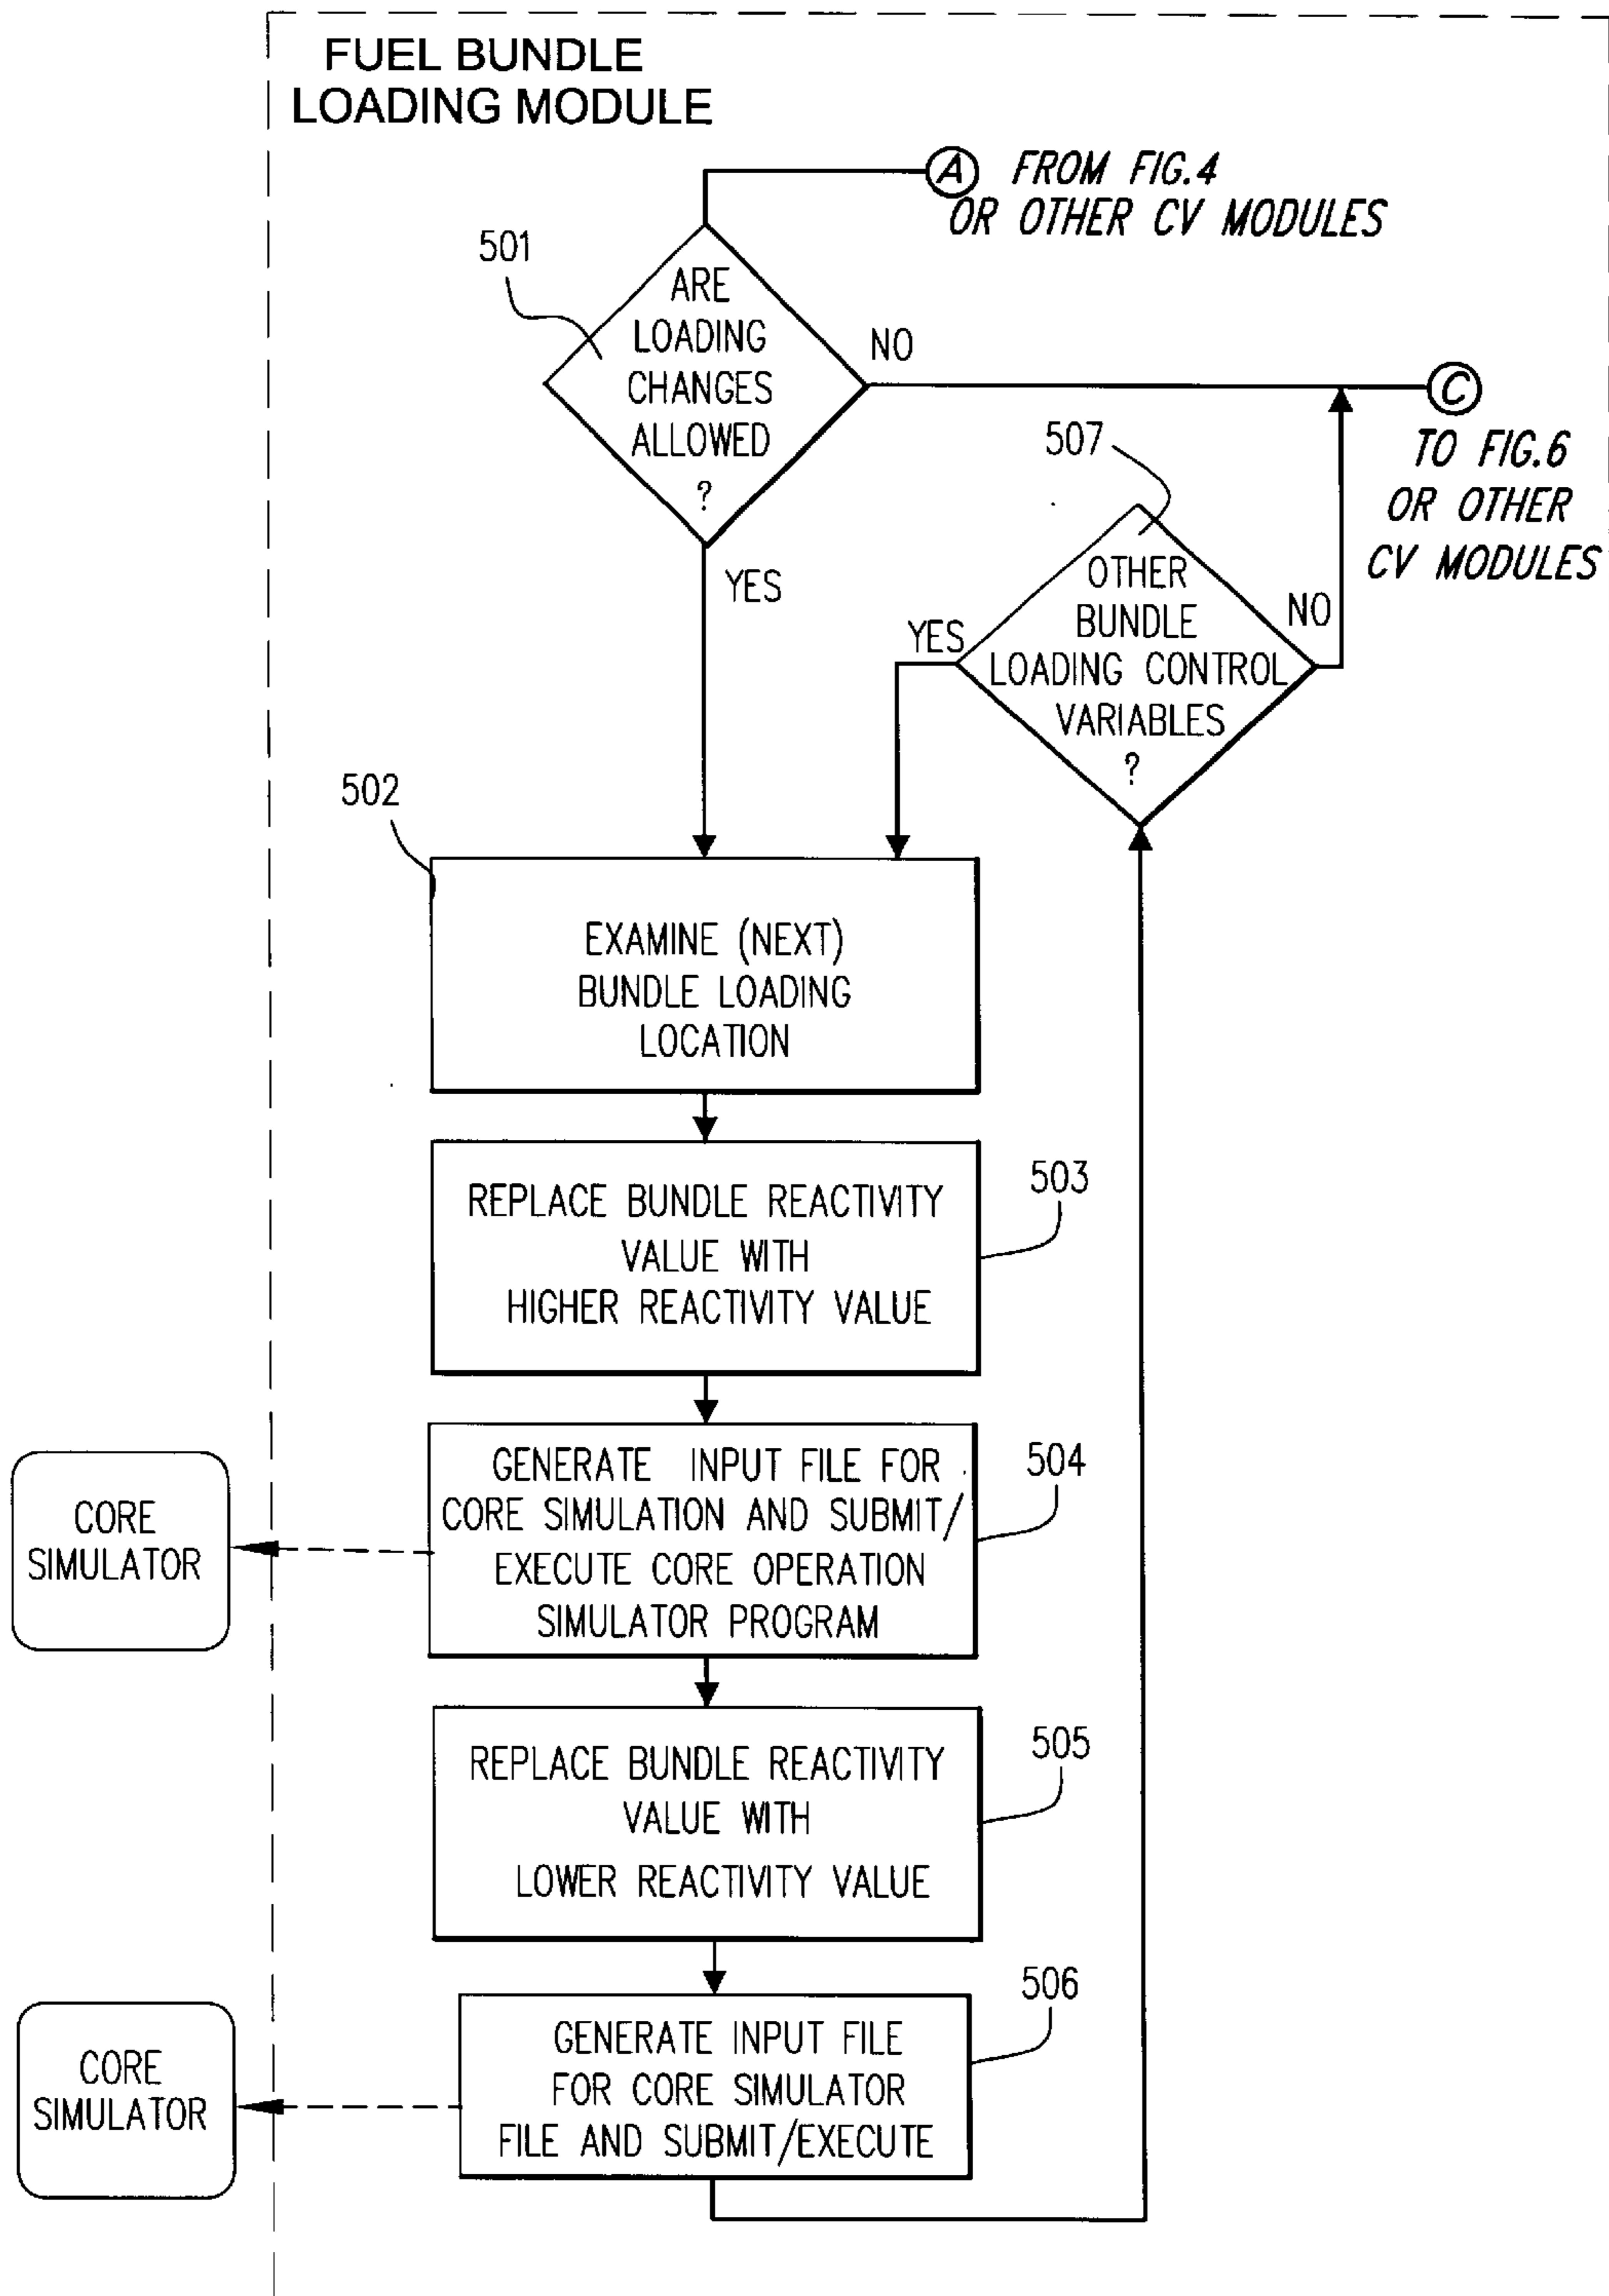 FUEL BUNDLE
LOADING MODULE
A FROM FIG.4
OR OTHER CV MODULES
501
ARE
LOADING
CHANGES
ALLOWED
?
NO
YES
C
TO FIG.6
OR OTHER
CV MODULES
507
OTHER
BUNDLE
LOADING CONTROL
VARIABLES
?
YES
NO
502
EXAMINE (NEXT)
BUNDLE LOADING
LOCATION
503
REPLACE BUNDLE REACTIVITY
VALUE WITH
HIGHER REACTIVITY VALUE
504
GENERATE INPUT FILE FOR
CORE SIMULATION AND SUBMIT/
EXECUTE CORE OPERATION
SIMULATOR PROGRAM
CORE
SIMULATOR
505
REPLACE BUNDLE REACTIVITY
VALUE WITH
LOWER REACTIVITY VALUE
506
GENERATE INPUT FILE
FOR CORE SIMULATOR
FILE AND SUBMIT/EXECUTE
CORE
SIMULATOR